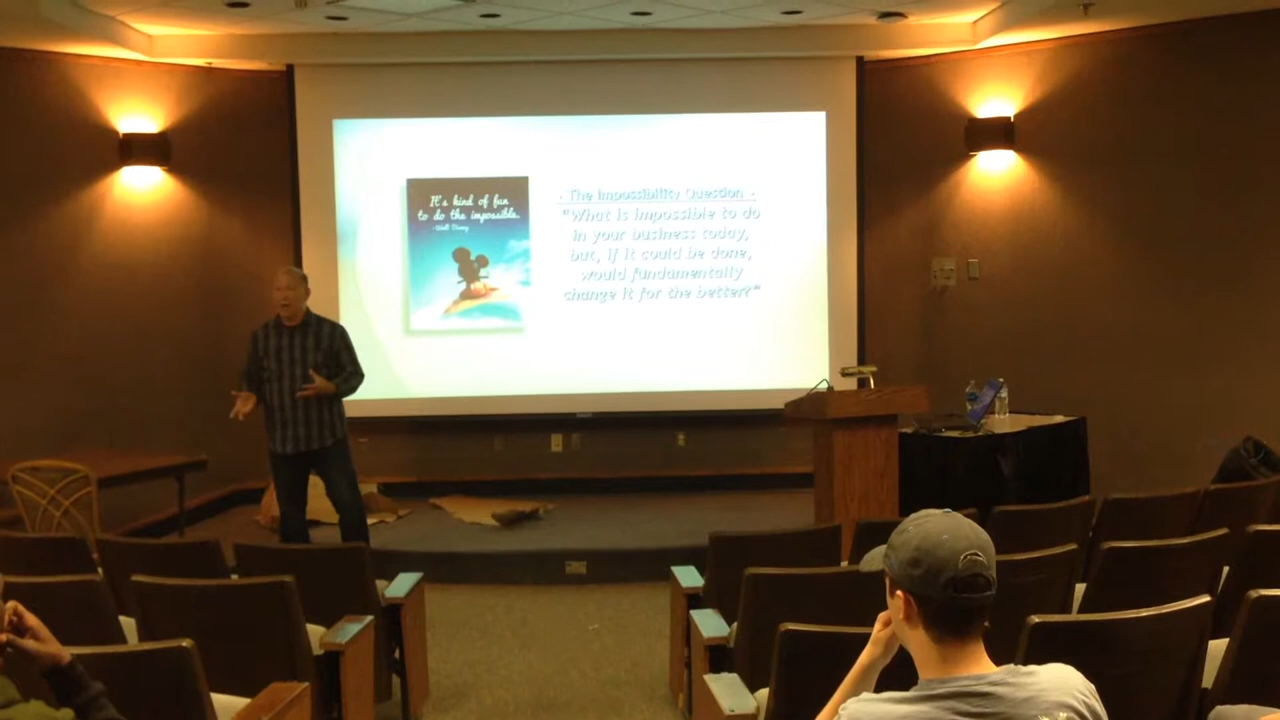 It's kind of fun
to do the impossible.
-Walt Disney
- The Impossibility Question -
"What is impossible to do
in your business today,
but, if it could be done,
would fundamentally
change it for the better?"